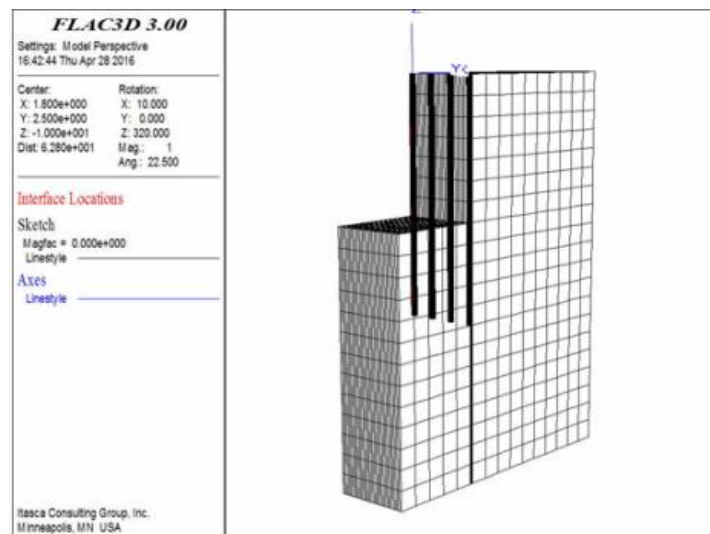 FLAC3D 3.00
Settings: Model Perspective
16:42:44 Thu Apr 28 2016
Center: Rotation:
X: 1.800e+000 X: 10.000
Y: 2.500e+000 Y: 0.000
Z: -1.000e+001 Z: 320.000
Dist: 6.280e+001 Mag.: 1
Ang.: 22.500
Interface Locations
Sketch
Magfac = 0.000e+000
Linestyle
Axes
Linestyle
Itasca Consulting Group, Inc.
Minneapolis, MN USA
Z
Y